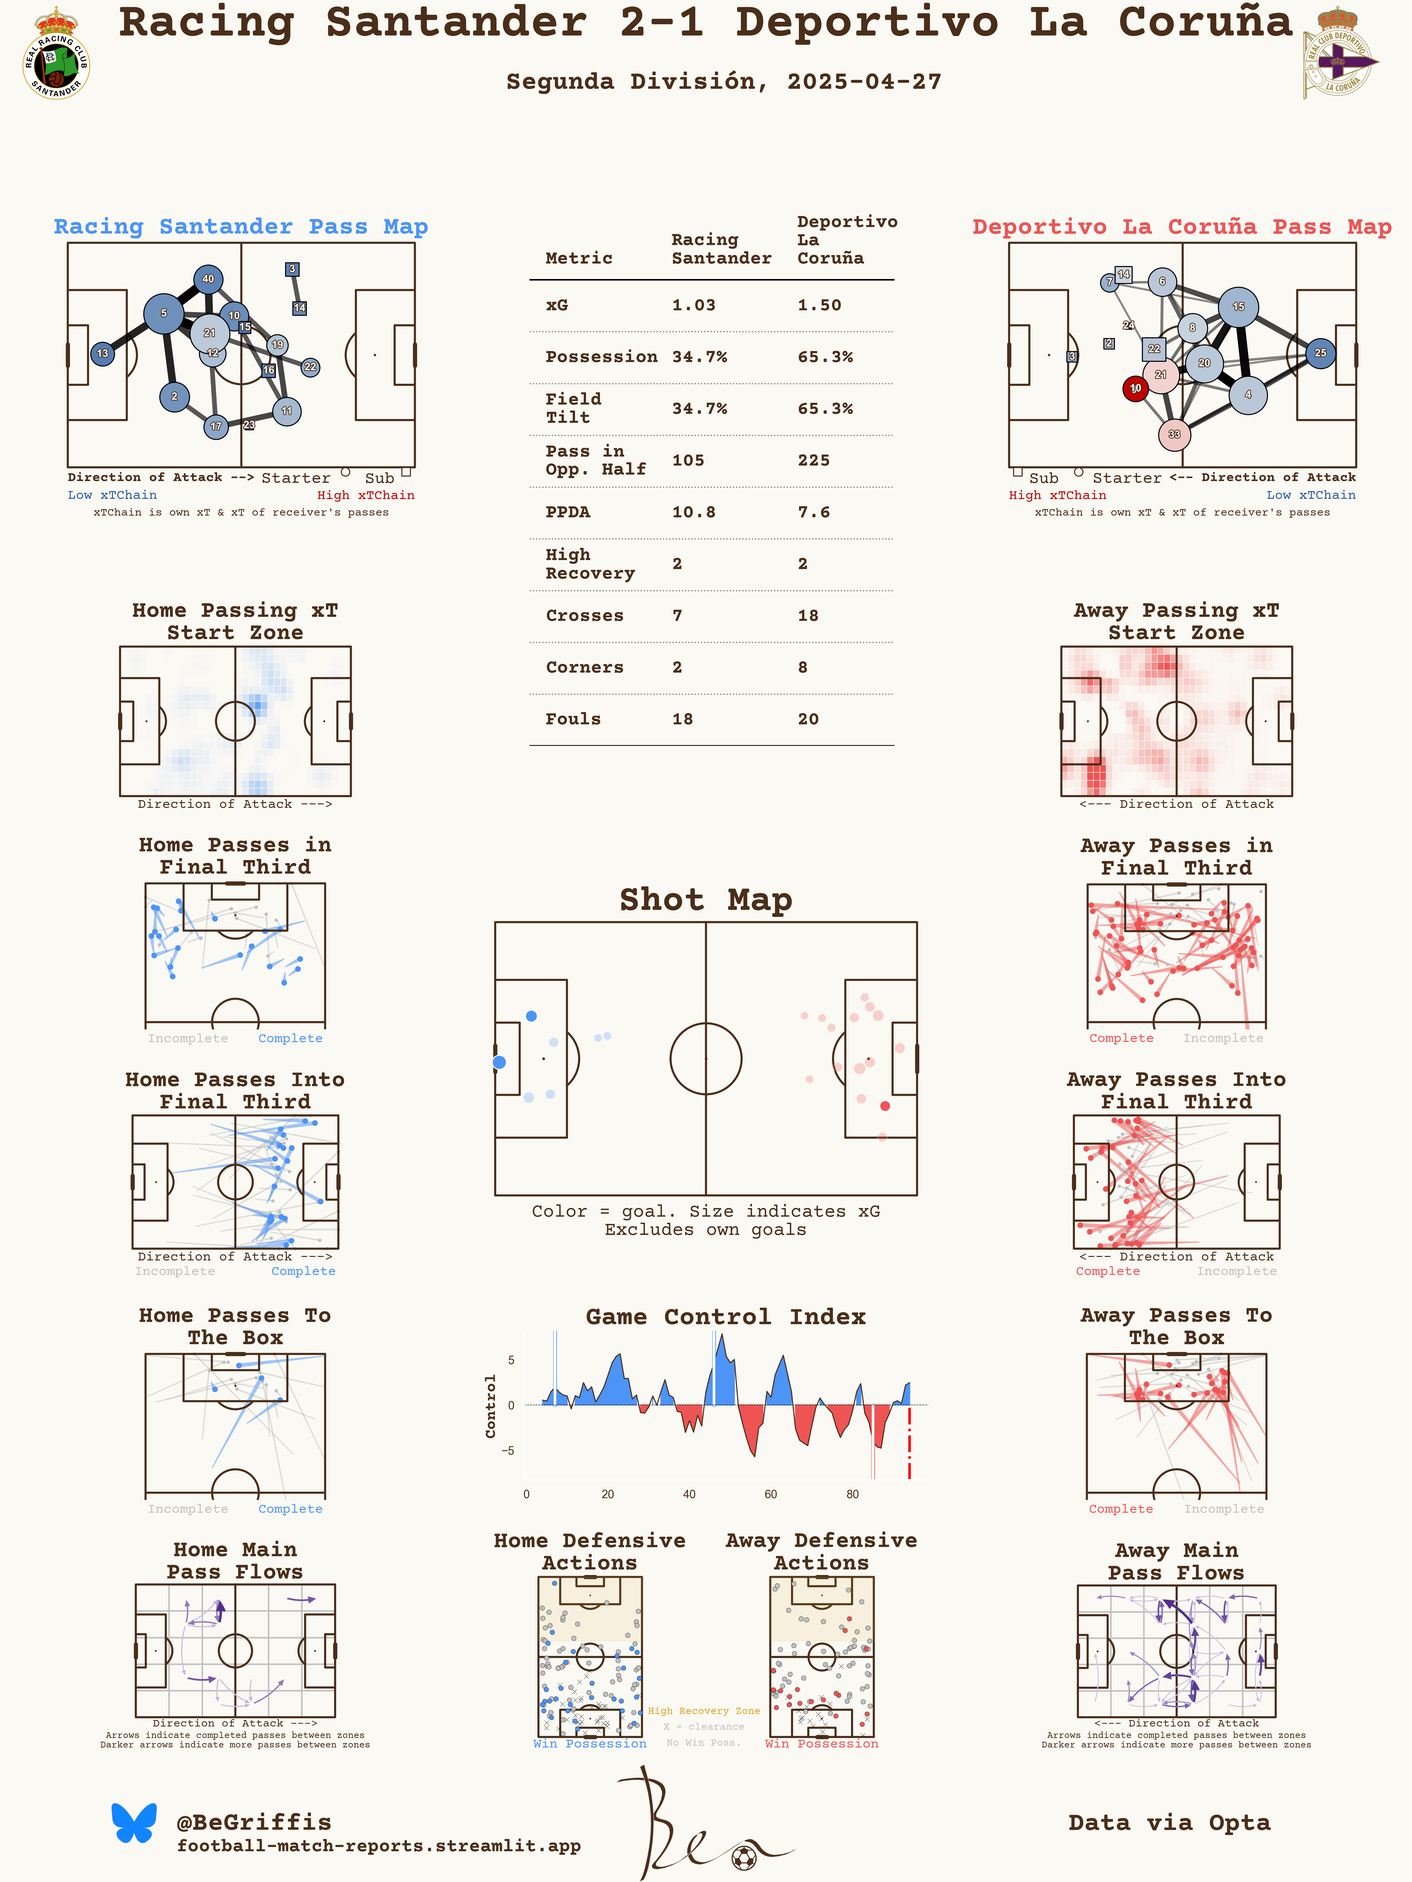 Racing Santander 2-1 Deportivo La Coruña
Segunda División, 2025-04-27
REAL RACING CLUB
SANTANDER
REAL CLUB DEPORTIVO
LA CORUÑA
Racing Santander Pass Map
40
3
14
5
10
15
21
12
19
13
16
22
2
11
17
23
Direction of Attack --> Starter Sub
Low xTChain High xTChain
xTChain is own xT & xT of receiver's passes
Metric Racing Santander Deportivo La Coruña
xG 1.03 1.50
Possession 34.7% 65.3%
Field Tilt 34.7% 65.3%
Pass in Opp. Half 105 225
PPDA 10.8 7.6
High Recovery 2 2
Crosses 7 18
Corners 2 8
Fouls 18 20
Deportivo La Coruña Pass Map
7
14
6
15
24
8
2
22
3
25
20
21
10
4
33
Sub Starter <-- Direction of Attack
High xTChain Low xTChain
xTChain is own xT & xT of receiver's passes
Home Passing xT
Start Zone
Direction of Attack --->
Away Passing xT
Start Zone
<--- Direction of Attack
Home Passes in
Final Third
Incomplete Complete
Away Passes in
Final Third
Complete Incomplete
Shot Map
Color = goal. Size indicates xG
Excludes own goals
Home Passes Into
Final Third
Direction of Attack --->
Incomplete Complete
Away Passes Into
Final Third
<--- Direction of Attack
Complete Incomplete
Home Passes To
The Box
Incomplete Complete
Game Control Index
Control
5
0
−5
0 20 40 60 80
Away Passes To
The Box
Complete Incomplete
Home Main
Pass Flows
Direction of Attack --->
Arrows indicate completed passes between zones
Darker arrows indicate more passes between zones
Home Defensive
Actions
Win Possession
High Recovery Zone
X = clearance
No Win Poss.
Away Defensive
Actions
Win Possession
Away Main
Pass Flows
<--- Direction of Attack
Arrows indicate completed passes between zones
Darker arrows indicate more passes between zones
@BeGriffis
football-match-reports.streamlit.app
Ben
Data via Opta